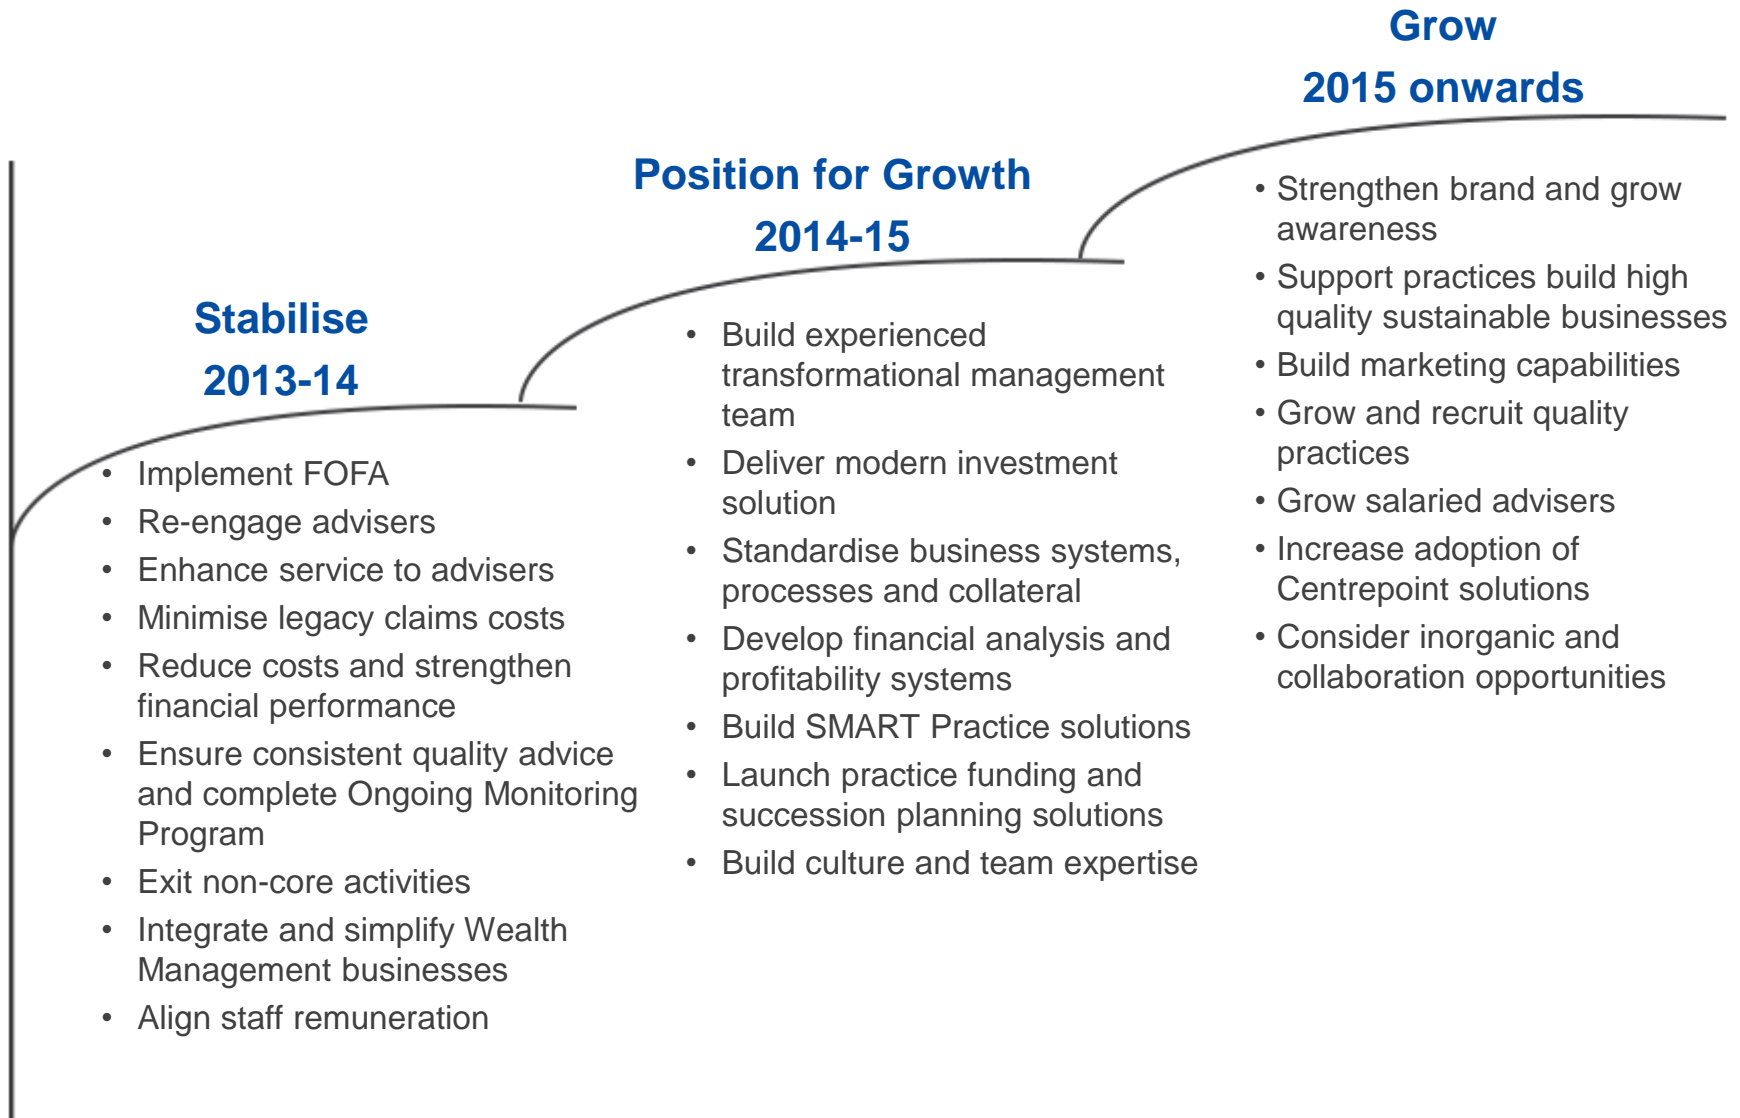 Stabilise
2013-14
• Implement FOFA
• Re-engage advisers
• Enhance service to advisers
• Minimise legacy claims costs
• Reduce costs and strengthen
financial performance
• Ensure consistent quality advice
and complete Ongoing Monitoring
Program
• Exit non-core activities
• Integrate and simplify Wealth
Management businesses
• Align staff remuneration
Position for Growth
2014-15
• Build experienced
transformational management
team
• Deliver modern investment
solution
• Standardise business systems,
processes and collateral
• Develop financial analysis and
profitability systems
• Build SMART Practice solutions
• Launch practice funding and
succession planning solutions
• Build culture and team expertise
Grow
2015 onwards
• Strengthen brand and grow
awareness
• Support practices build high
quality sustainable businesses
• Build marketing capabilities
• Grow and recruit quality
practices
• Grow salaried advisers
• Increase adoption of
Centrepoint solutions
• Consider inorganic and
collaboration opportunities